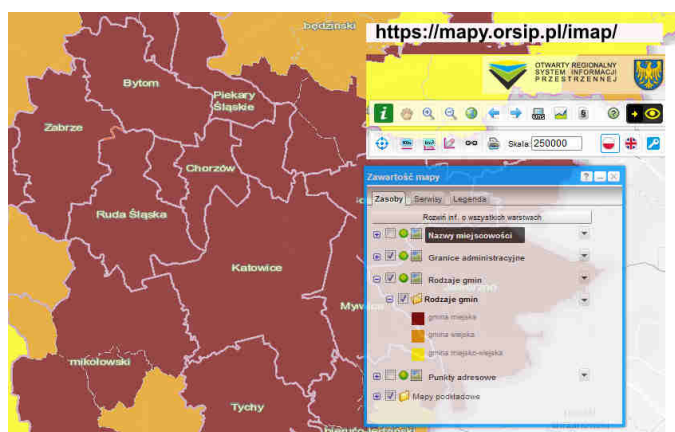 będziński
https://mapy.orsip.pl/imap/
OTWARTY REGIONALNY
SYSTEM INFORMACJI
PRZESTRZENNEJ
Bytom
Piekary
Śląskie
Zabrze
Skala: 250000
Chorzów
Zawartość mapy
Zasoby Serwisy Legenda
Rozwiń inf. o wszystkich warstwach
Ruda Śląska
Nazwy miejscowości
Granice administracyjne
Katowice
Rodzaje gmin
Rodzaje gmin
gmina miejska
gmina wiejska
gmina miejsko-wiejska
mikołowski
Punkty adresowe
Mapy podkładowe
Tychy